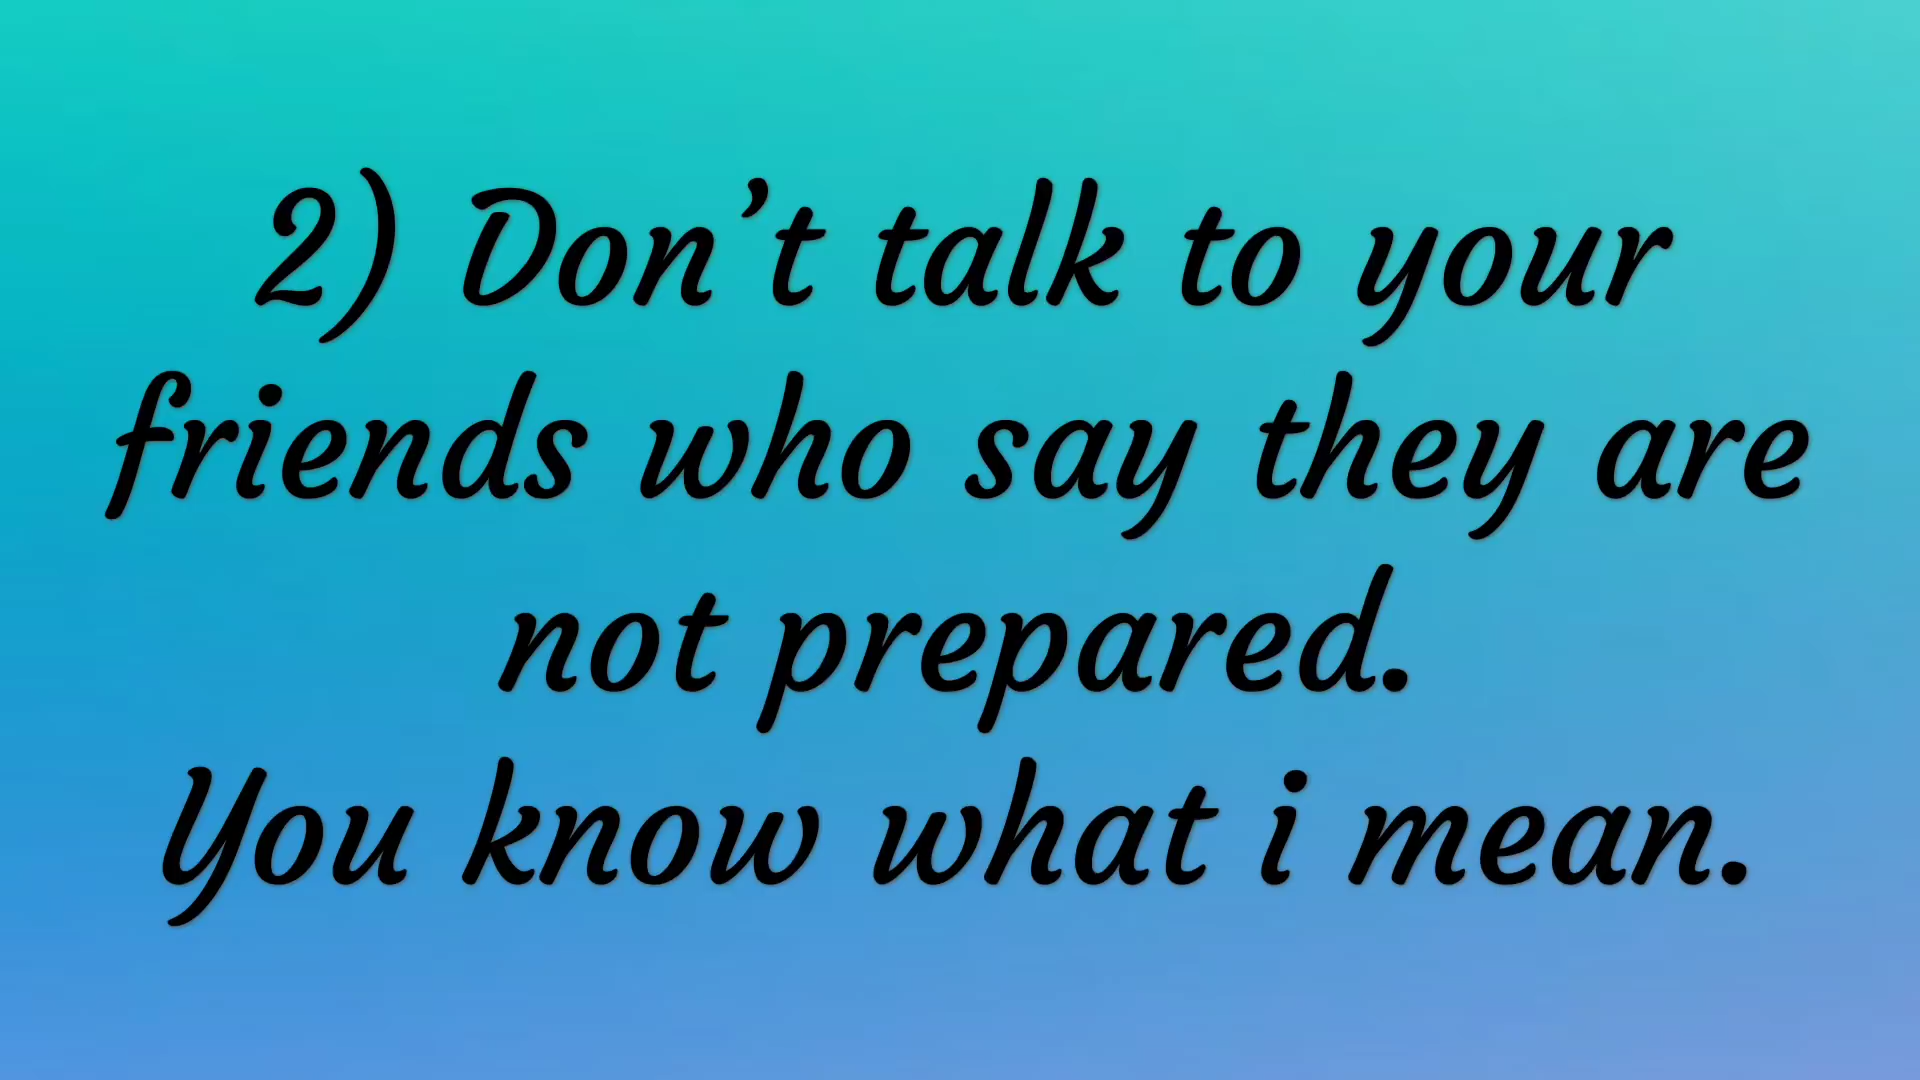 2) Don’t talk to your
friends who say they are
not prepared.
You know what i mean.